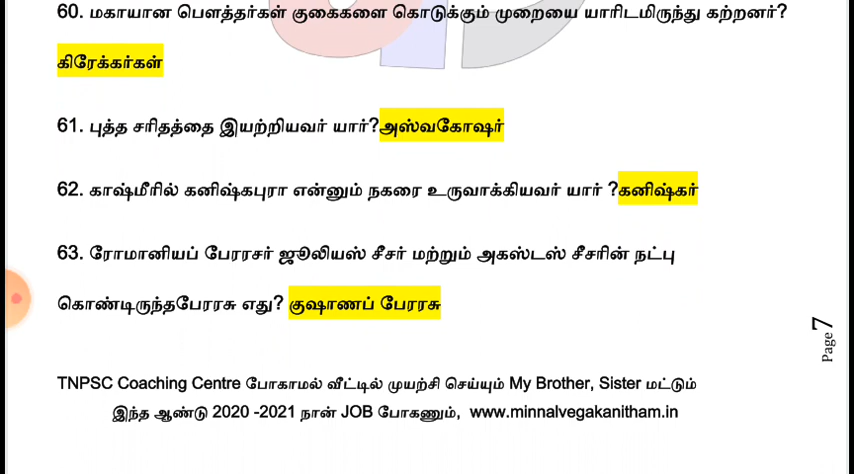 60. மகாயான பௌத்தர்கள் குகைகளை கொடுக்கும் முறையை யாரிடமிருந்து கற்றனர்?
கிரேக்கர்கள்
61. புத்த சரிதத்தை இயற்றியவர் யார்?அஸ்வகோஷர்
62. காஷ்மீரில் கனிஷ்கபுரா என்னும் நகரை உருவாக்கியவர் யார் ?கனிஷ்கர்
63. ரோமானியப் பேரரசர் ஜூலியஸ் சீசர் மற்றும் அகஸ்டஸ் சீசரின் நட்பு
கொண்டிருந்தபேரரசு எது? குஷாணப் பேரரசு
Page7
TNPSC Coaching Centre போகாமல் வீட்டில் முயற்சி செய்யும் My Brother, Sister மட்டும்
இந்த ஆண்டு 2020 -2021 நான் JOB போகணும், www.minnalvegakanitham.in